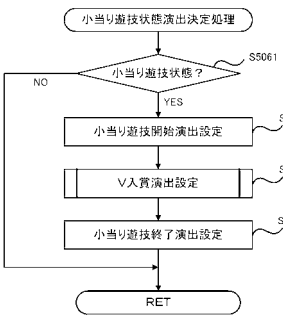 小当り遊技状態演出決定処理
S5061
小当り遊技状態？
NO
YES
小当り遊技開始演出設定
S
V入賞演出設定
S
小当り遊技終了演出設定
S
RET